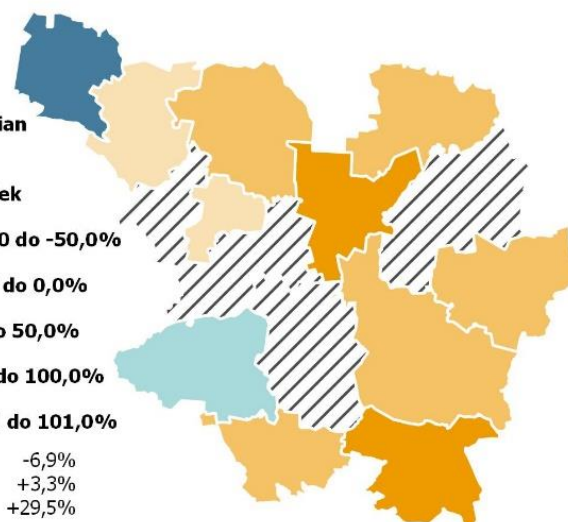 ian
ek
0 do -50,0%
do 0,0%
o 50,0%
do 100,0%
do 101,0%
-6,9%
+3,3%
+29,5%